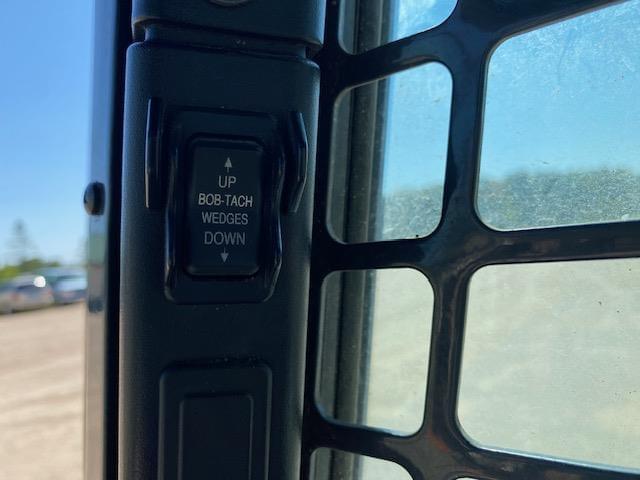 UP
BOB-TACH
WEDGES
DOWN